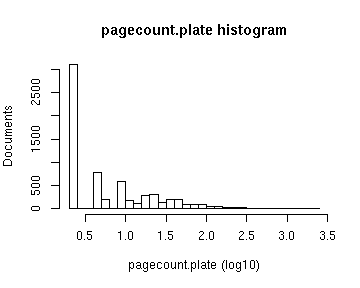 pagecount.plate histogram
Documents
2500
500
0
0.5 1.0 1.5 2.0 2.5 3.0 3.5
pagecount.plate (log10)